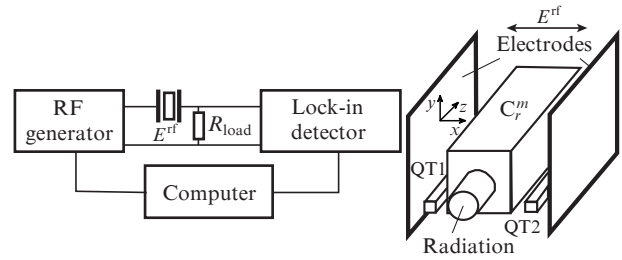 RF
generator
E^rf
R_load
Lock-in
detector
Computer
E^rf
Electrodes
y
z
x
C_r^m
QT1
QT2
Radiation